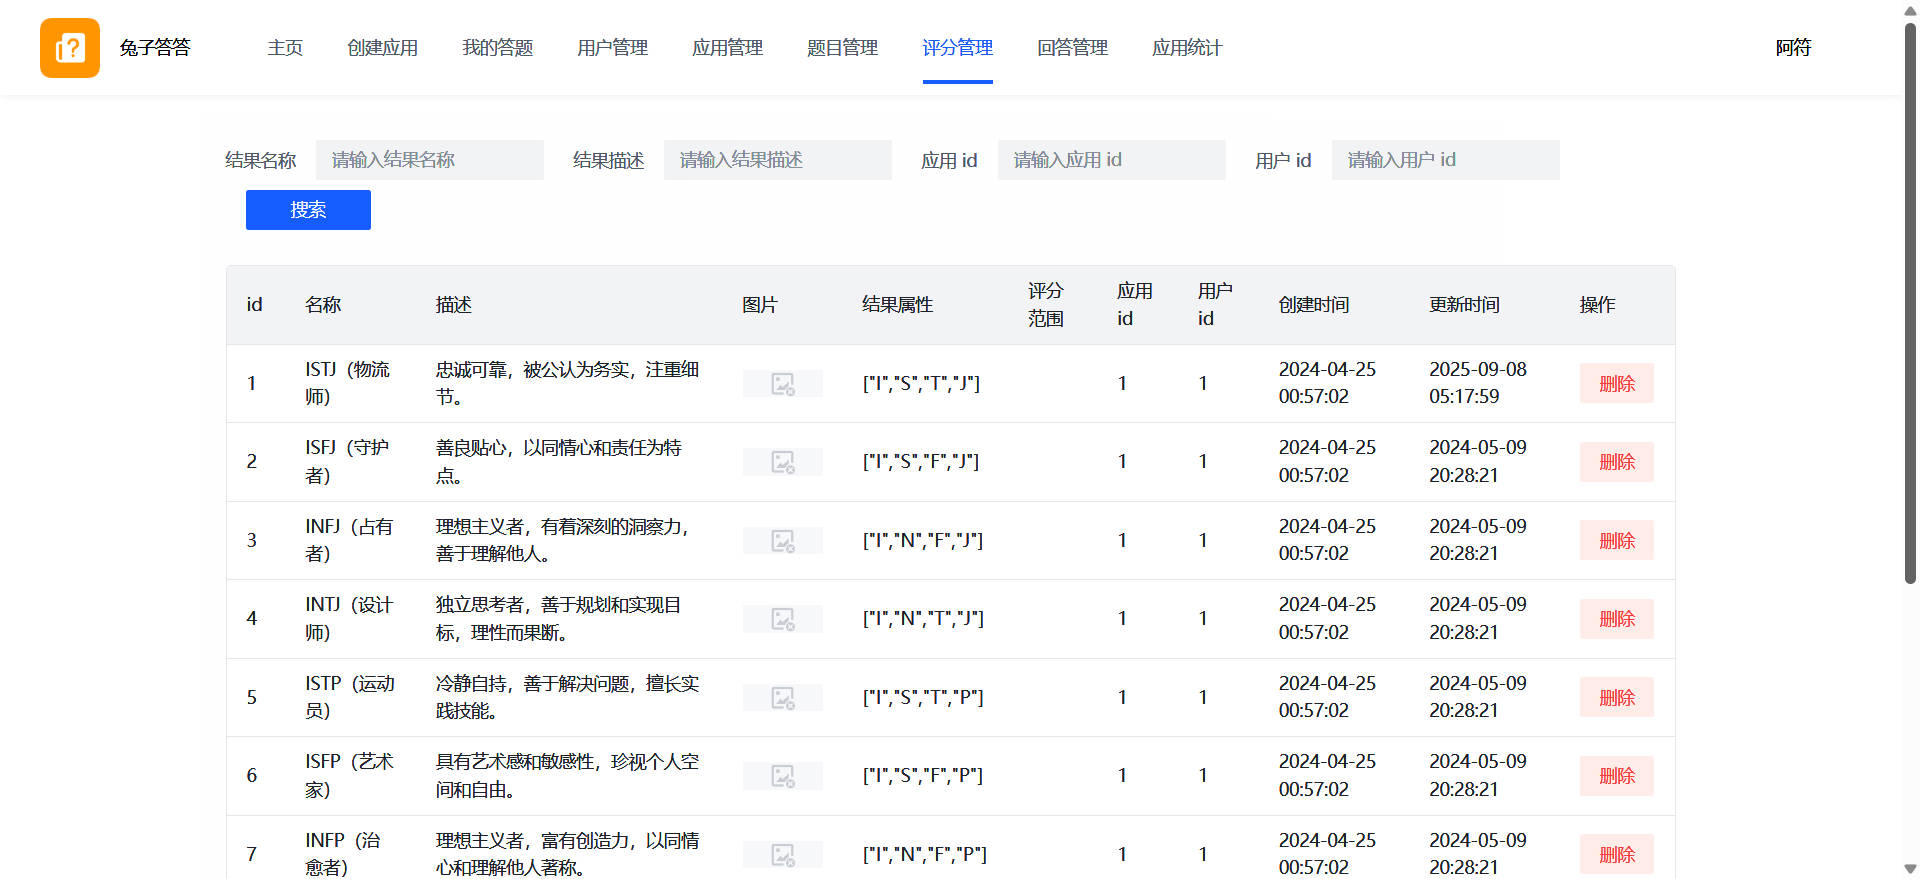 兔子答答 主页 创建应用 我的答题 用户管理 应用管理 题目管理 评分管理 回答管理 应用统计 阿符
结果名称 请输入结果名称 结果描述 请输入结果描述 应用 id 请输入应用 id 用户 id 请输入用户 id
搜索
id 名称 描述 图片 结果属性 评分范围 应用 id 用户 id 创建时间 更新时间 操作
1 ISTJ（物流师） 忠诚可靠，被公认为务实，注重细节。 ["I","S","T","J"] 1 1 2024-04-25 00:57:02 2025-09-08 05:17:59 删除
2 ISFJ（守护者） 善良贴心，以同情心和责任为特点。 ["I","S","F","J"] 1 1 2024-04-25 00:57:02 2024-05-09 20:28:21 删除
3 INFJ（占有者） 理想主义者，有着深刻的洞察力，善于理解他人。 ["I","N","F","J"] 1 1 2024-04-25 00:57:02 2024-05-09 20:28:21 删除
4 INTJ（设计师） 独立思考者，善于规划和实现目标，理性而果断。 ["I","N","T","J"] 1 1 2024-04-25 00:57:02 2024-05-09 20:28:21 删除
5 ISTP（运动员） 冷静自持，善于解决问题，擅长实践技能。 ["I","S","T","P"] 1 1 2024-04-25 00:57:02 2024-05-09 20:28:21 删除
6 ISFP（艺术家） 具有艺术感和敏感性，珍视个人空间和自由。 ["I","S","F","P"] 1 1 2024-04-25 00:57:02 2024-05-09 20:28:21 删除
7 INFP（治愈者） 理想主义者，富有创造力，以同情心和理解他人著称。 ["I","N","F","P"] 1 1 2024-04-25 00:57:02 2024-05-09 20:28:21 删除